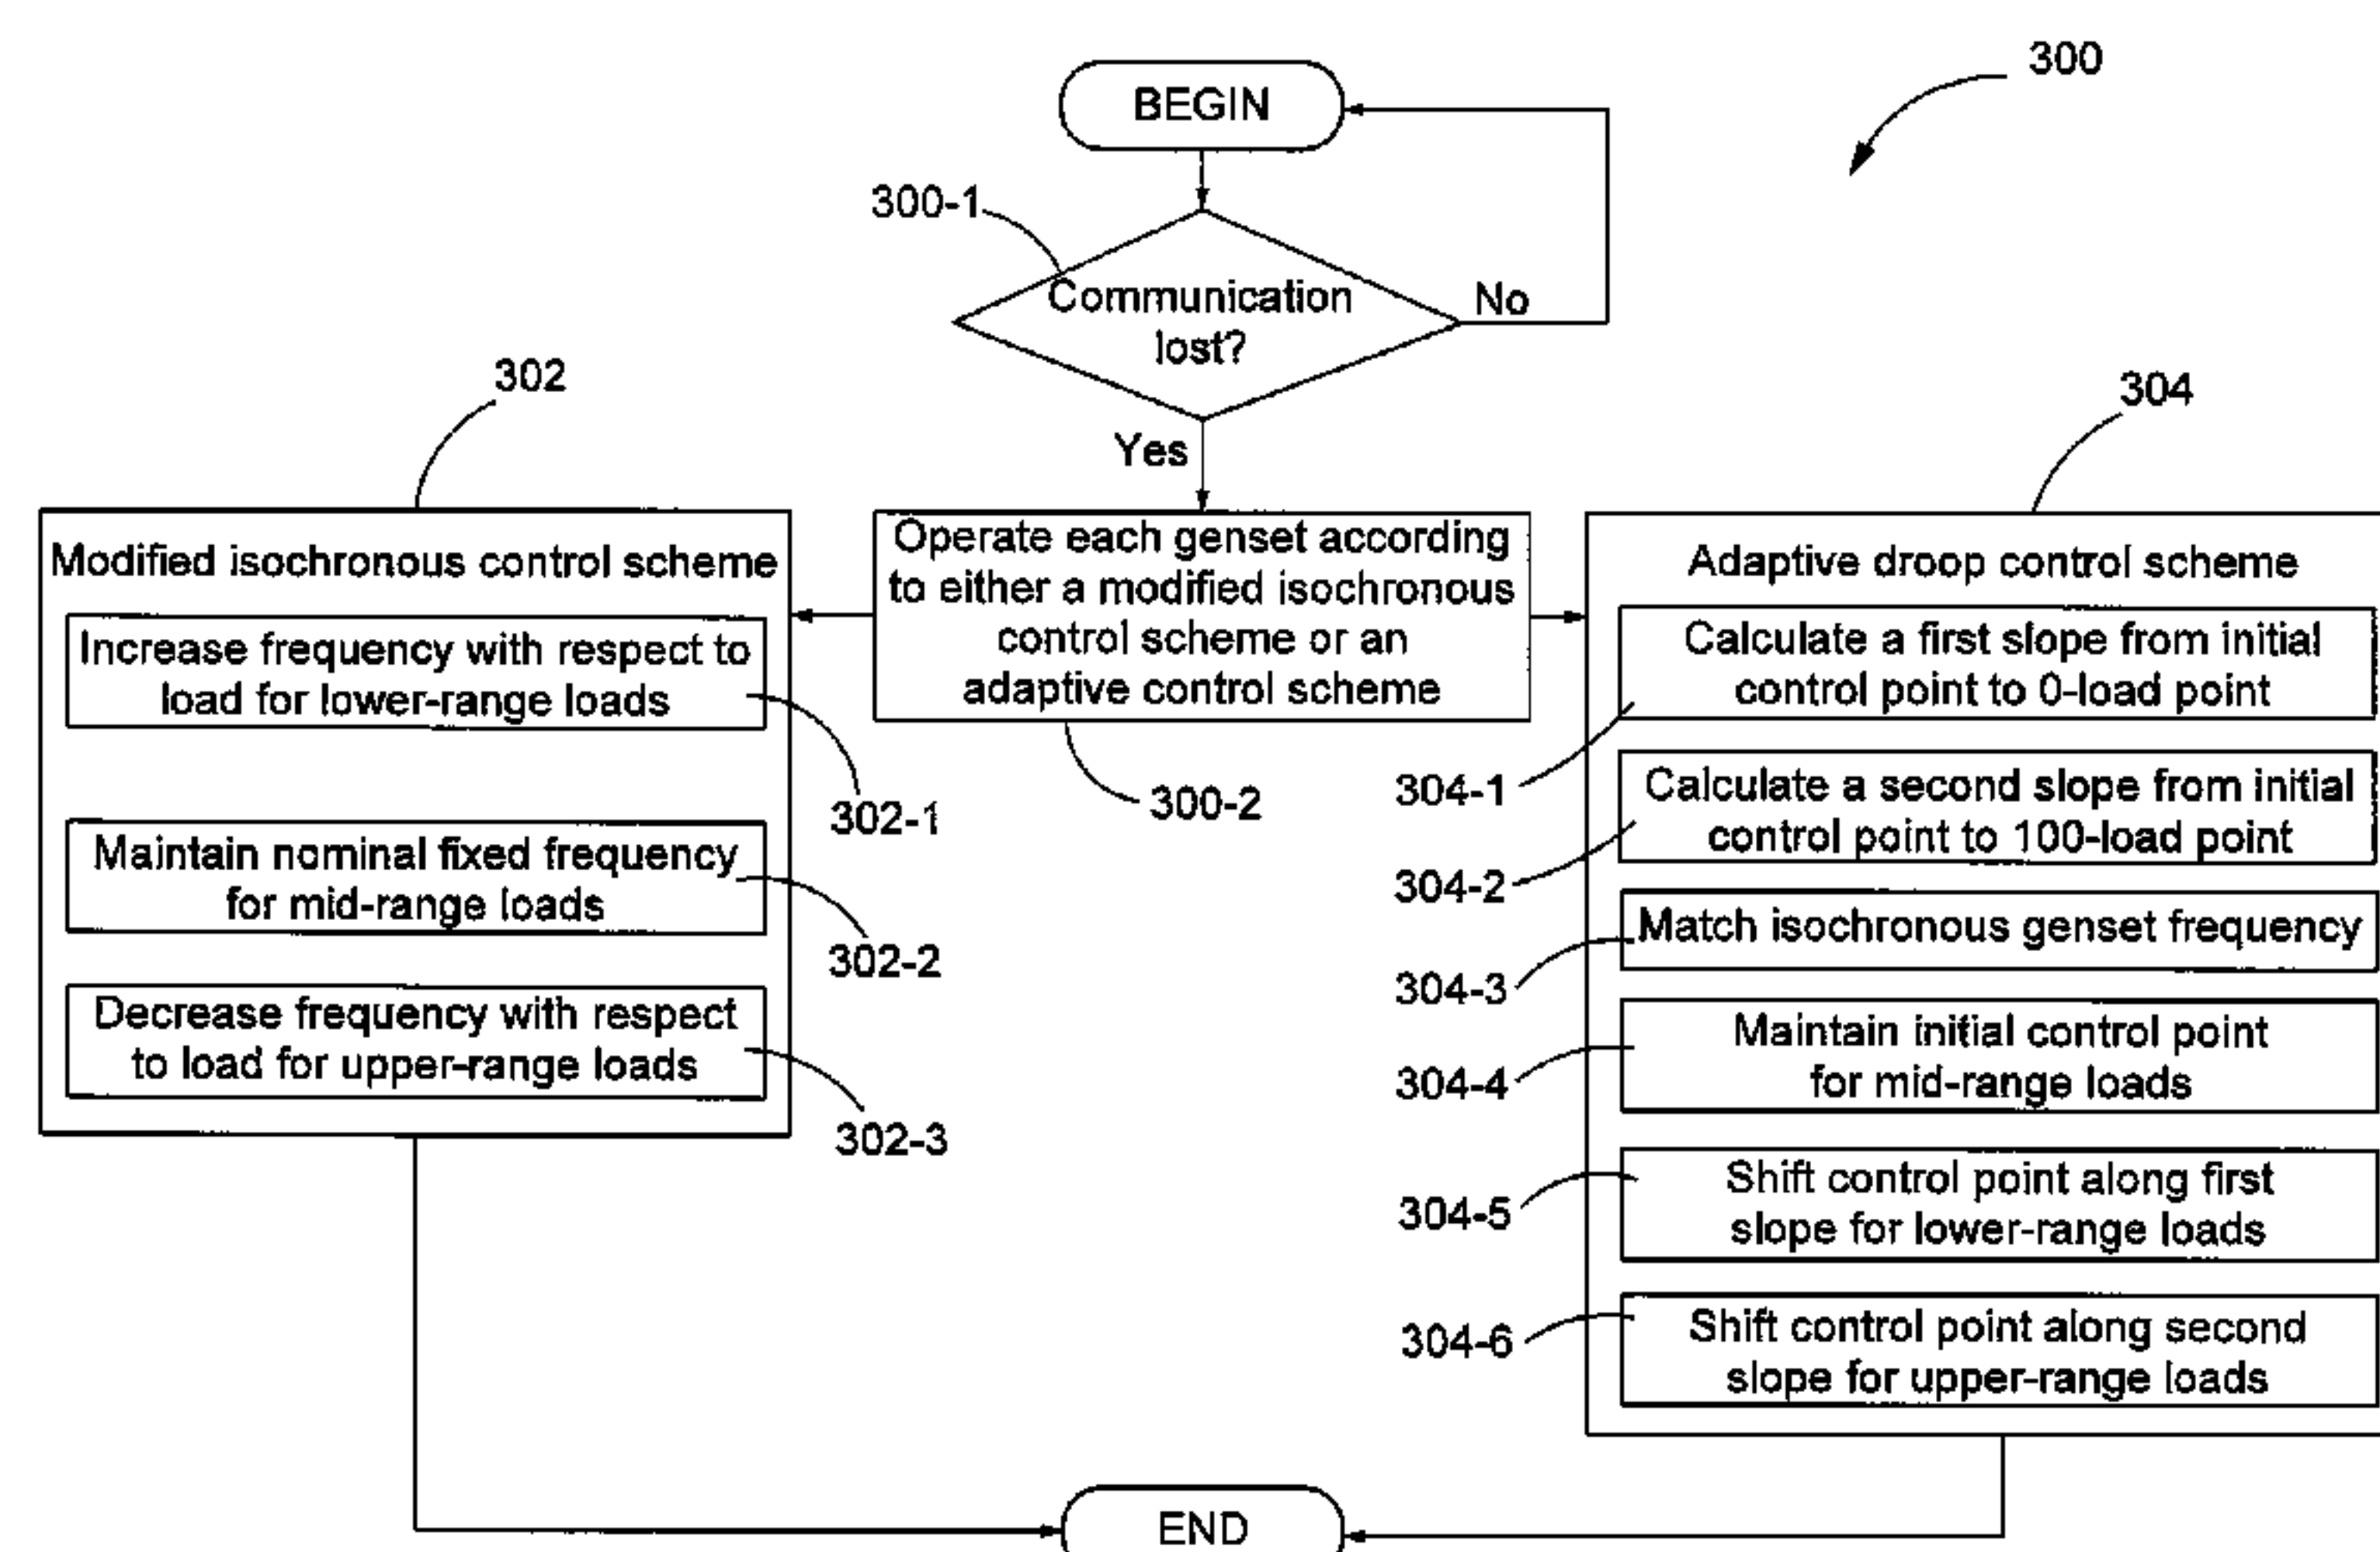 300
BEGIN
300-1
Communication
lost?
No
Yes
302
Modified isochronous control scheme
Increase frequency with respect to
load for lower-range loads
302-1
Maintain nominal fixed frequency
for mid-range loads
302-2
Decrease frequency with respect
to load for upper-range loads
302-3
Operate each genset according
to either a modified isochronous
control scheme or an
adaptive control scheme
300-2
304
Adaptive droop control scheme
Calculate a first slope from initial
control point to 0-load point
304-1
Calculate a second slope from initial
control point to 100-load point
304-2
Match isochronous genset frequency
304-3
Maintain initial control point
for mid-range loads
304-4
Shift control point along first
slope for lower-range loads
304-5
Shift control point along second
slope for upper-range loads
304-6
END